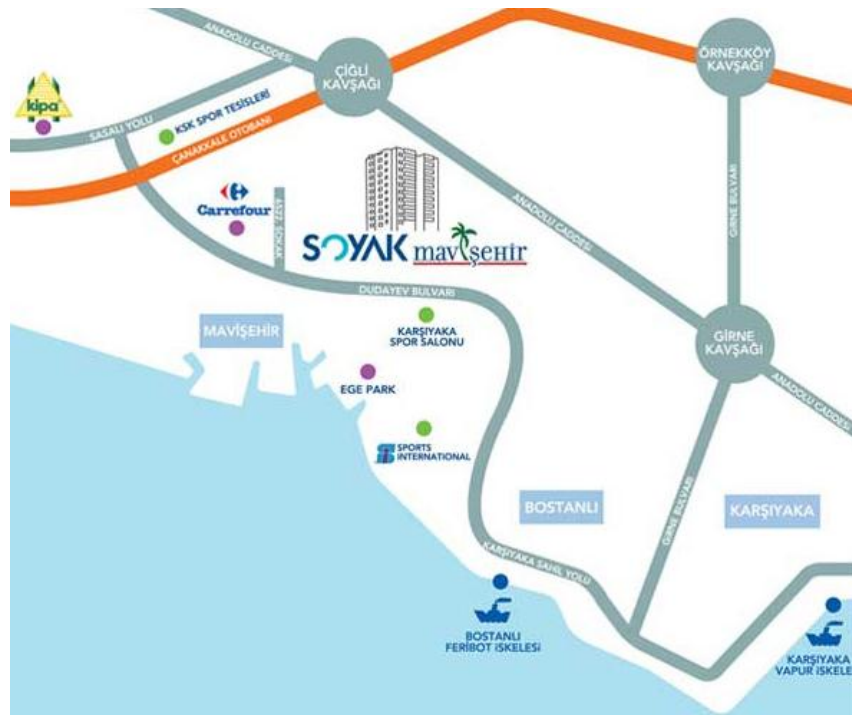 ANADOLU CADDESİ
ÇİĞLİ
KAVŞAĞI
ÖRNEKKÖY
KAVŞAĞI
kipa
SASALI YOLU
KSK SPOR TESİSLERİ
ÇANAKKALE OTOBANI
Carrefour
6522. SOKAK
SOYAK mavişehir
ANADOLU CADDESİ
GİRNE BULVARI
DUDAYEV BULVARI
MAVİŞEHİR
KARŞIYAKA
SPOR SALONU
GİRNE
KAVŞAĞI
EGE PARK
ANADOLU CADDESİ
SPORTS
INTERNATIONAL
GİRNE BULVARI
BOSTANLI
KARŞIYAKA
KARŞIYAKA SAHİL YOLU
BOSTANLI
FERİBOT İSKELESİ
KARŞIYAKA
VAPUR İSKELE